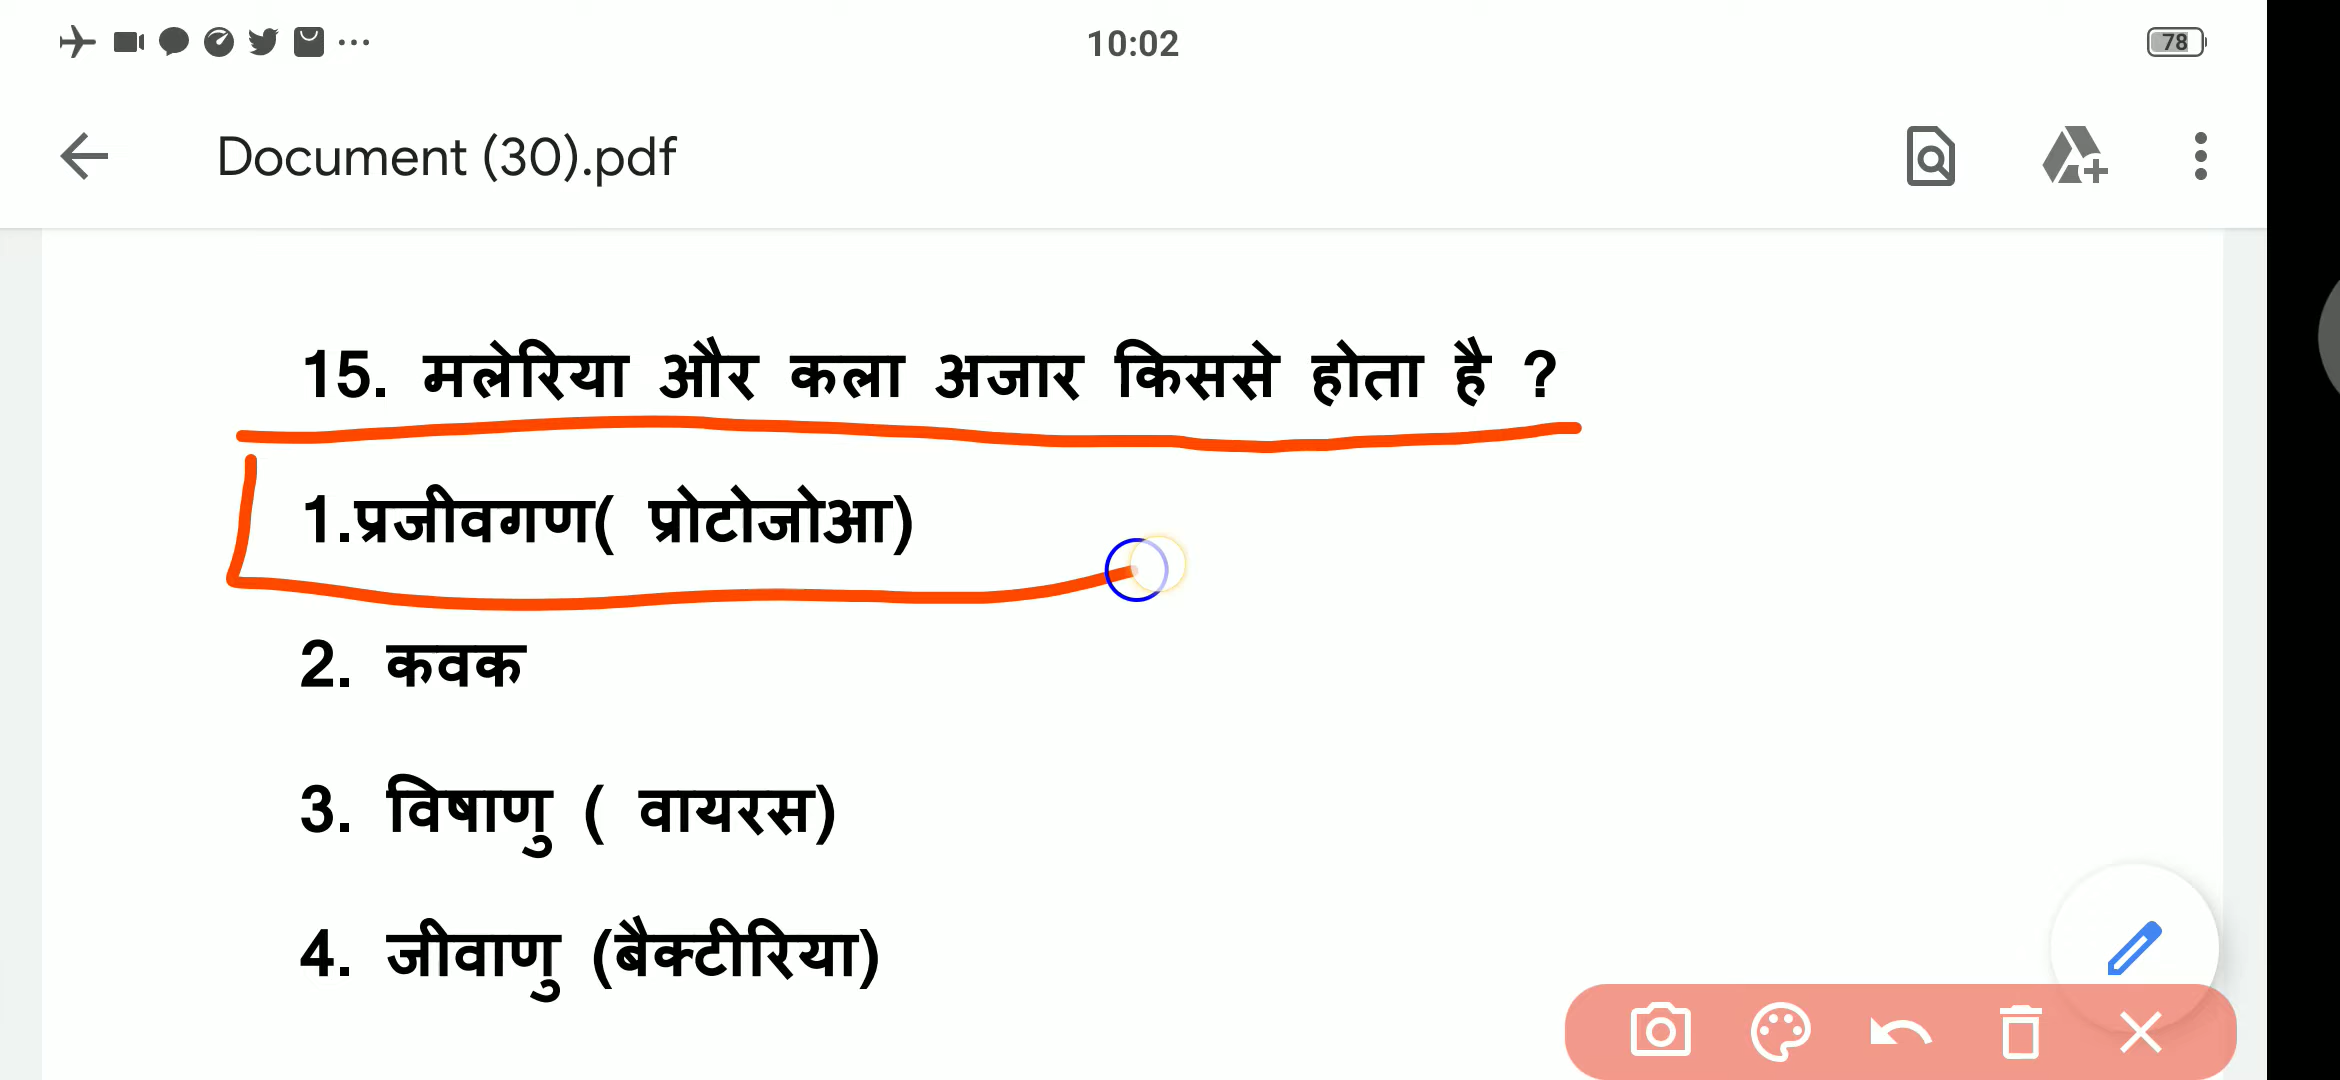 10:02
78
Document (30).pdf
15. मलेरिया और कला अजार किससे होता है ?
1.प्रजीवगण( प्रोटोजोआ)
2. कवक
3. विषाणु ( वायरस)
4. जीवाणु (बैक्टीरिया)